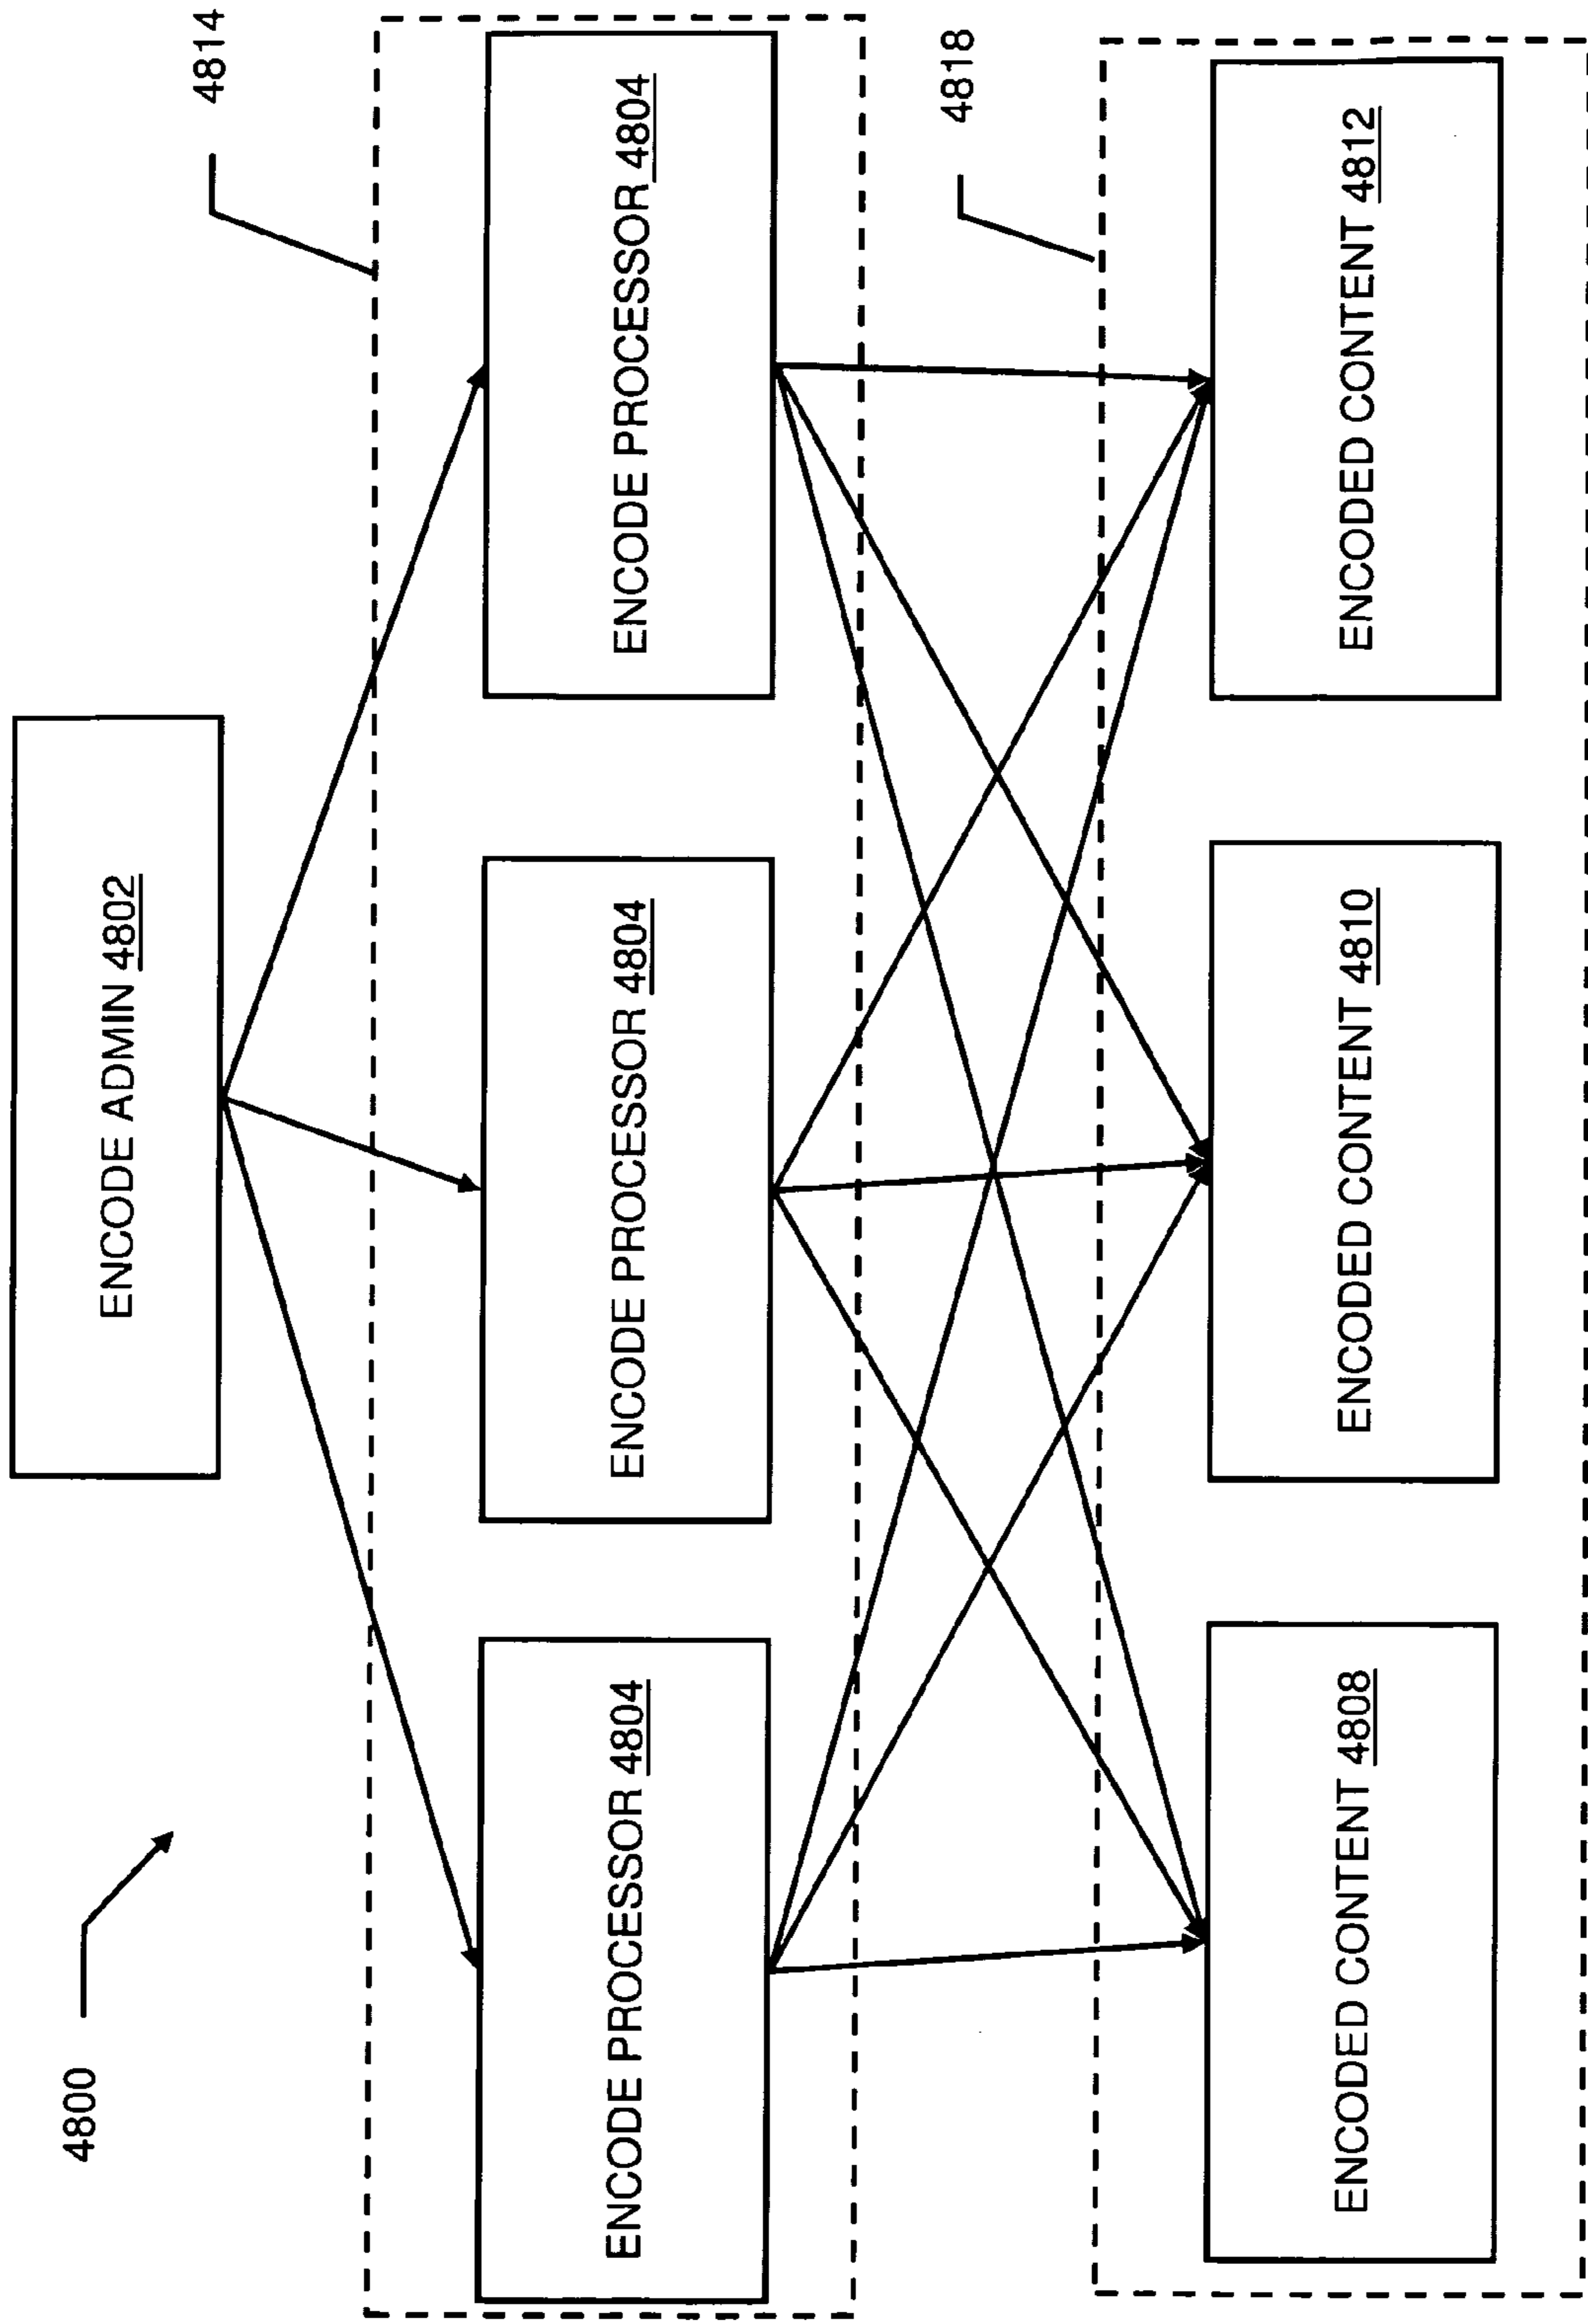 4800
ENCODE ADMIN 4802
4814
ENCODE PROCESSOR 4804
ENCODE PROCESSOR 4804
ENCODE PROCESSOR 4804
4818
ENCODED CONTENT 4808
ENCODED CONTENT 4810
ENCODED CONTENT 4812